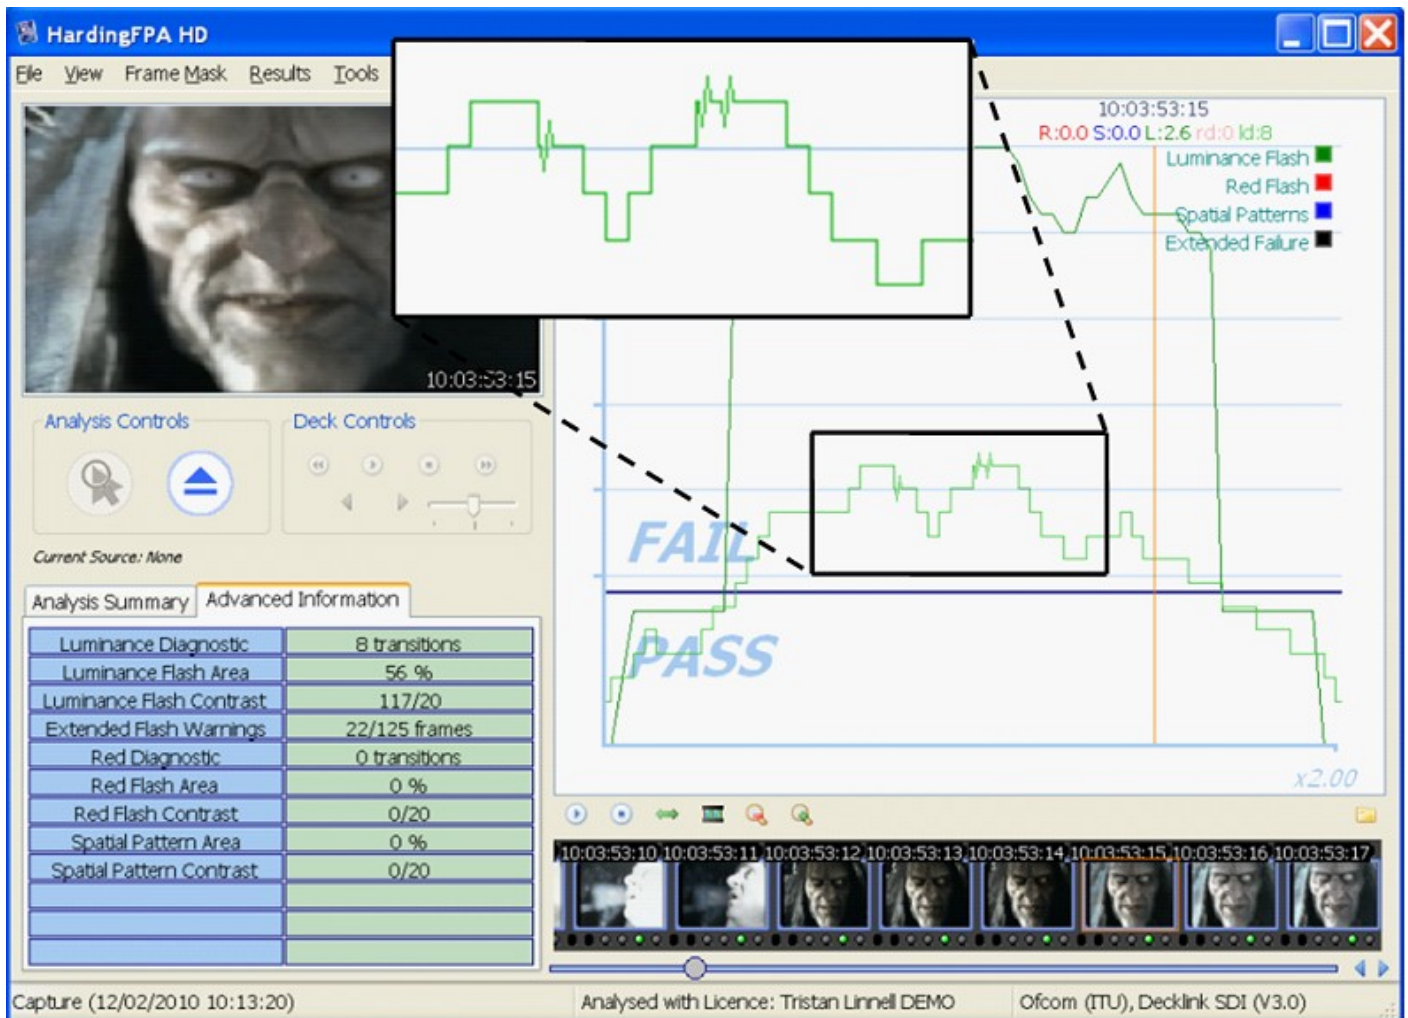 HardingFPA HD
File View Frame Mask Results Tools
10:03:53:15
10:03:53:15
R:0.0 S:0.0 L:2.6 rd:0 ld:8
Luminance Flash
Red Flash
Spatial Patterns
Extended Failure
FAIL
PASS
x2.00
Analysis Controls
Deck Controls
Current Source: None
Analysis Summary
Advanced Information
Luminance Diagnostic 8 transitions
Luminance Flash Area 56 %
Luminance Flash Contrast 117/20
Extended Flash Warnings 22/125 frames
Red Diagnostic 0 transitions
Red Flash Area 0 %
Red Flash Contrast 0/20
Spatial Pattern Area 0 %
Spatial Pattern Contrast 0/20
10:03:53:10 10:03:53:11 10:03:53:12 10:03:53:13 10:03:53:14 10:03:53:15 10:03:53:16 10:03:53:17
Capture (12/02/2010 10:13:20)
Analysed with Licence: Tristan Linnell DEMO
Ofcom (ITU), Decklink SDI (V3.0)